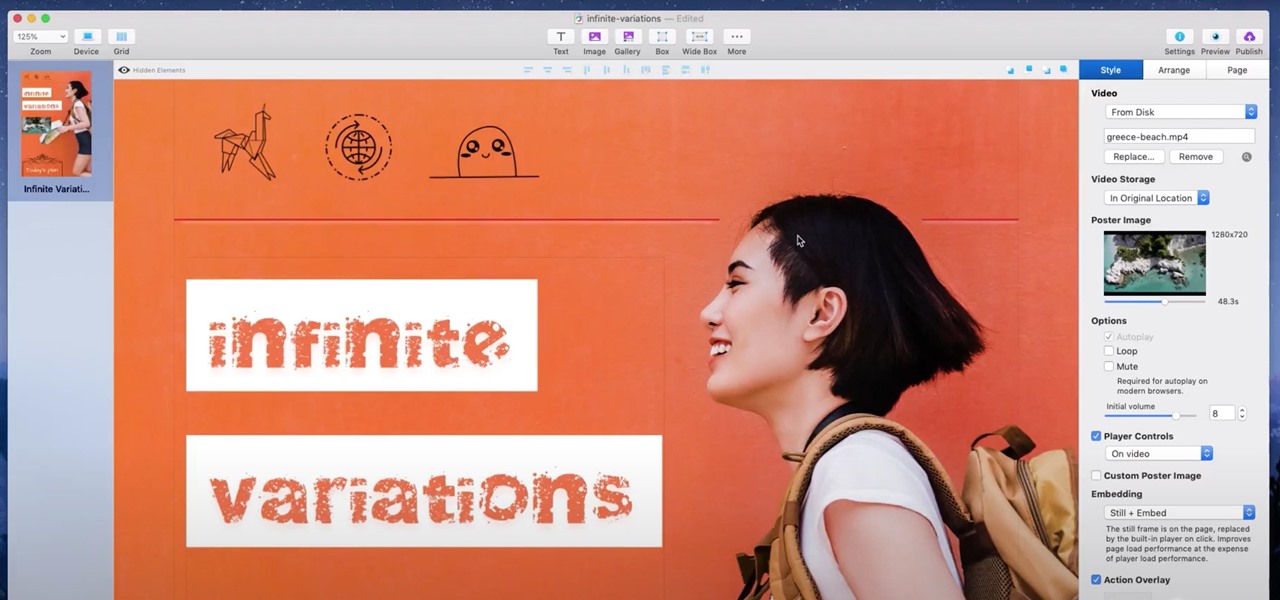 infinite-variations — Edited
125%
Zoom
Device
Grid
Text
Image
Gallery
Box
Wide Box
More
Settings
Preview
Publish
Hidden Elements
Style
Arrange
Page
infinite
variations
Today's plan
Infinite Variati...
infinite
variations
Video
From Disk
greece-beach.mp4
Replace...
Remove
Video Storage
In Original Location
Poster Image
1280x720
48.3s
Options
Autoplay
Loop
Mute
Required for autoplay on
modern browsers.
Initial volume
8
Player Controls
On video
Custom Poster Image
Embedding
Still + Embed
The still frame is on the page, replaced
by the built-in player on click. Improves
page load performance at the expense
of player load performance.
Action Overlay